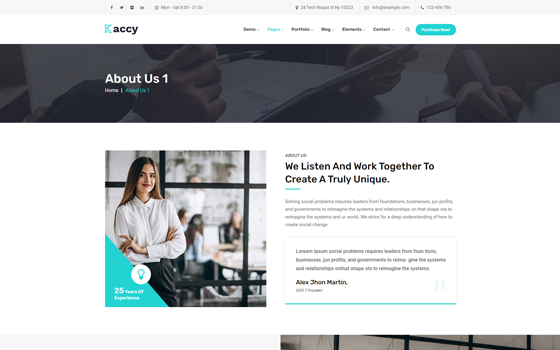 Mon - Sat 8:00 - 21:00
24 Tech Roqad st Ny 10023
info@example.com
123-456-790
Kaccy
Demo
Pages
Portfolio
Blog
Elements
Contact
Purchase Now!
About Us 1
Home | About Us 1
ABOUT US
We Listen And Work Together To
Create A Truly Unique.
Solving social problems requires leaders from foundations, businesses, jun profits,
and governments to reimagine the systems and relationships on that shape ots to
reimagine the systems and ur world. We strive for a deep understanding of how to
create social change.
Lorem Ipsum social problems requires leaders from foun tions,
businesses, jun profits, and governments to reima- gine the systems
and relationships onthat shape ots to reimagine the systems.
Alex Jhon Martin,
25 Years Of
Experience